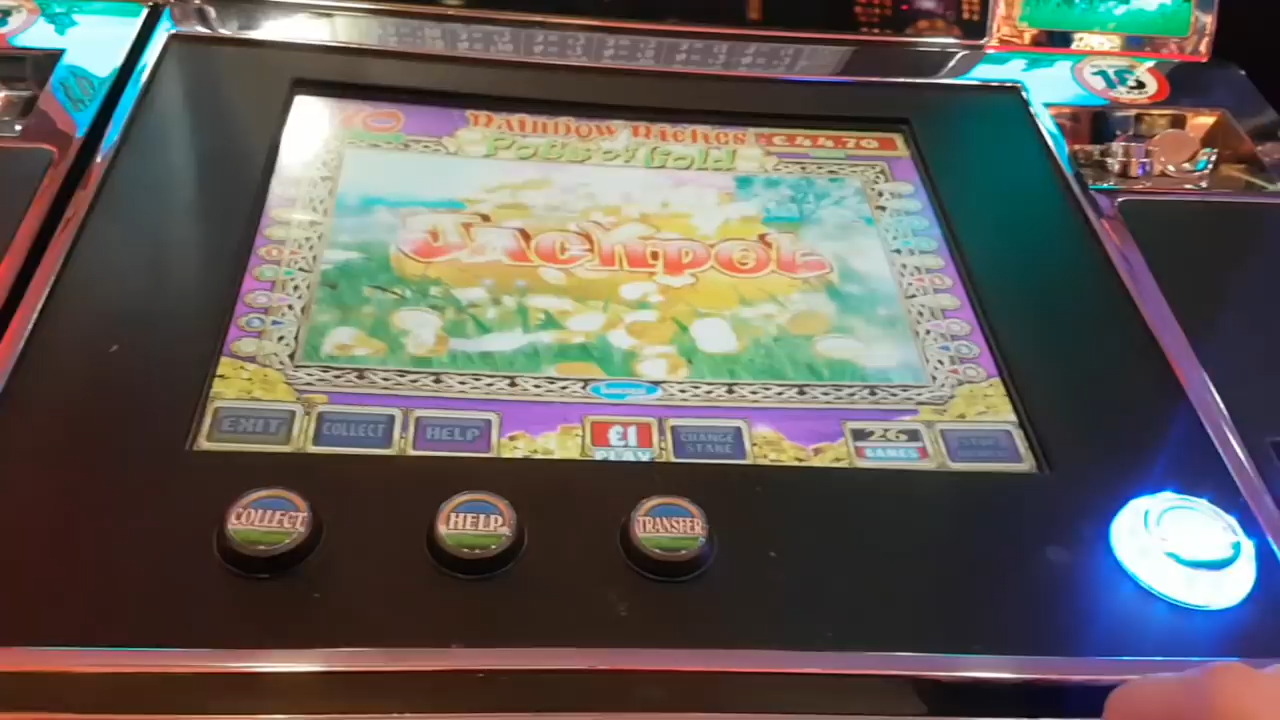 18
Rainbow Riches
£44.70
Pots of Gold
Jackpot
EXIT
COLLECT
HELP
£1
PLAY
CHANGE
STAKE
26
GAMES
COLLECT
HELP
TRANSFER